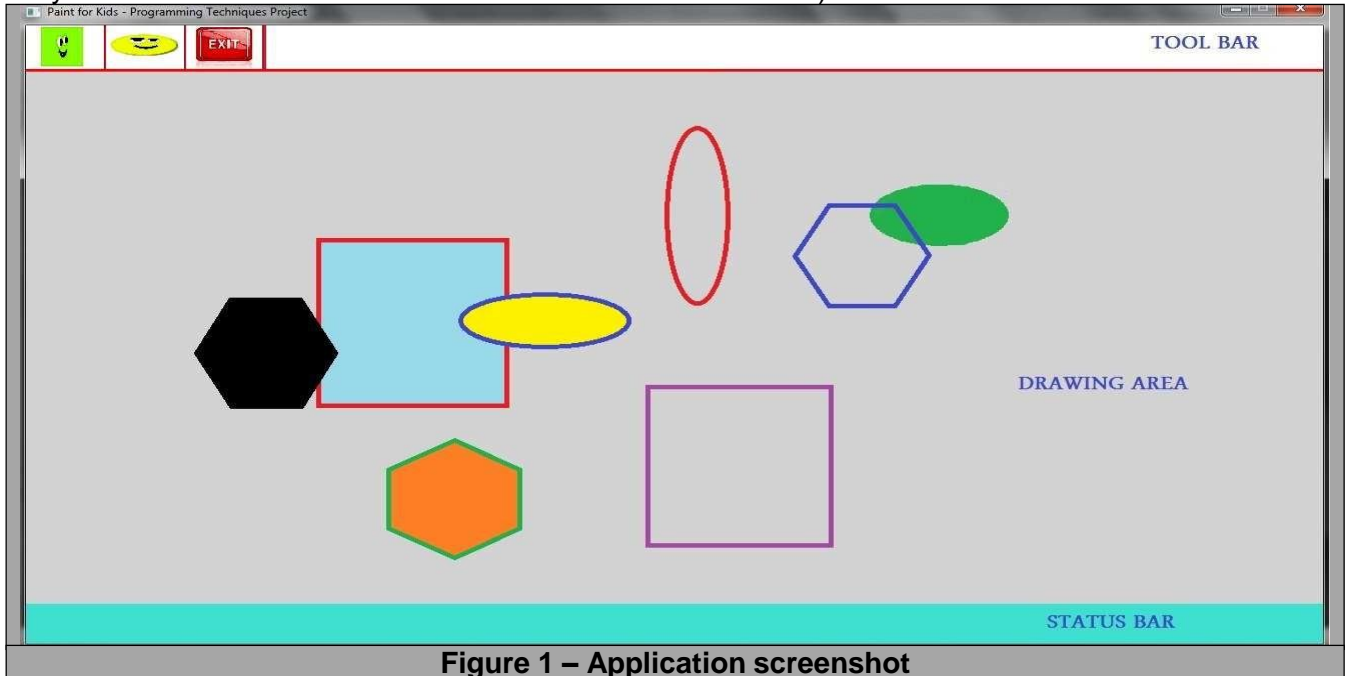 Paint for Kids - Programming Techniques Project
EXIT
TOOL BAR
DRAWING AREA
STATUS BAR
Figure 1 – Application screenshot